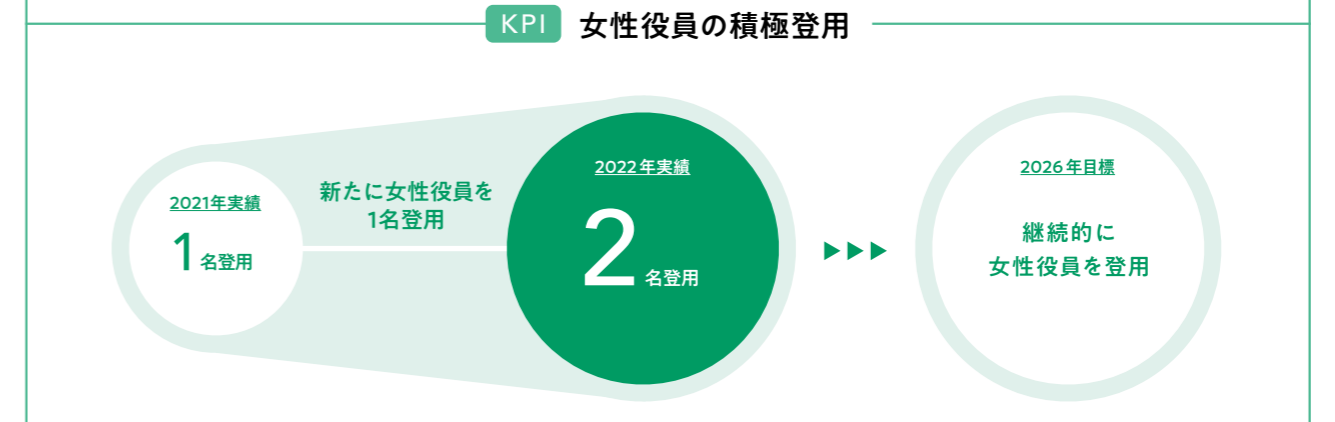 KPI 女性役員の積極登用
2021年実績
1名登用
新たに女性役員を
1名登用
2022年実績
2名登用
2026年目標
継続的に
女性役員を登用